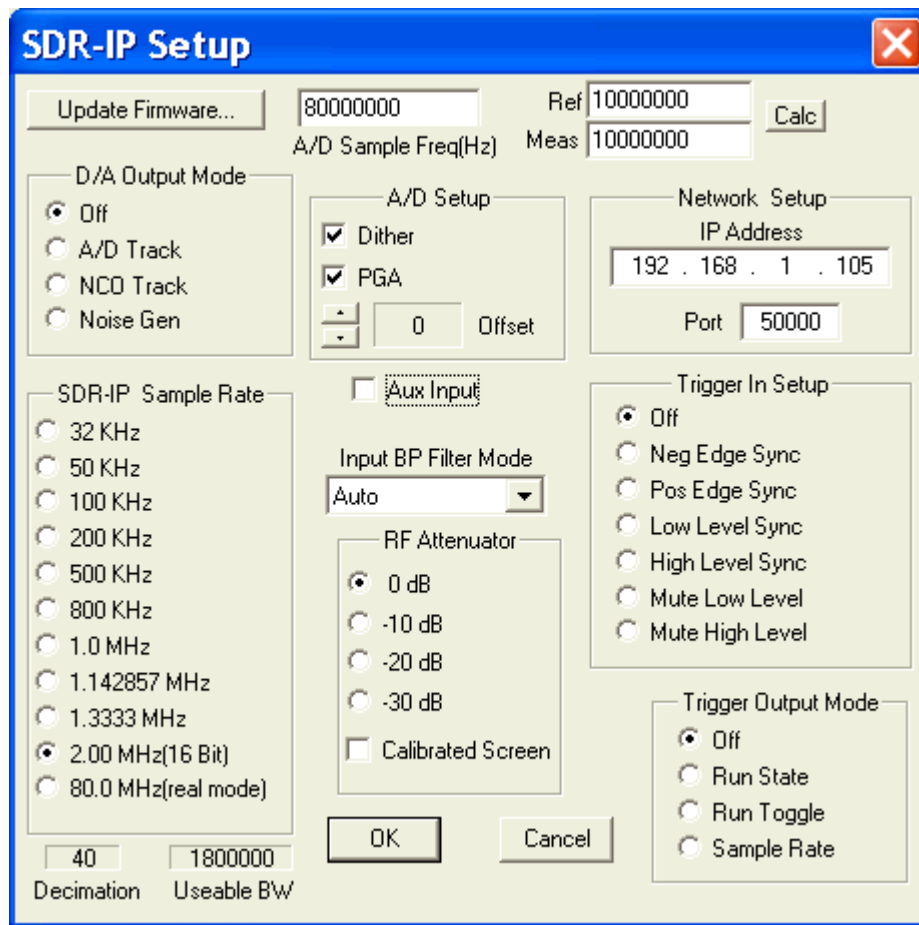 SDR-IP Setup
Update Firmware...
80000000
A/D Sample Freq(Hz)
Ref 10000000
Meas 10000000
Calc
D/A Output Mode
Off
A/D Track
NCO Track
Noise Gen
A/D Setup
Dither
PGA
0 Offset
Network Setup
IP Address
192 . 168 . 1 . 105
Port 50000
SDR-IP Sample Rate
32 KHz
50 KHz
100 KHz
200 KHz
500 KHz
800 KHz
1.0 MHz
1.142857 MHz
1.3333 MHz
2.00 MHz(16 Bit)
80.0 MHz(real mode)
40
Decimation
1800000
Useable BW
Aux Input
Input BP Filter Mode
Auto
RF Attenuator
0 dB
-10 dB
-20 dB
-30 dB
Calibrated Screen
OK
Cancel
Trigger In Setup
Off
Neg Edge Sync
Pos Edge Sync
Low Level Sync
High Level Sync
Mute Low Level
Mute High Level
Trigger Output Mode
Off
Run State
Run Toggle
Sample Rate